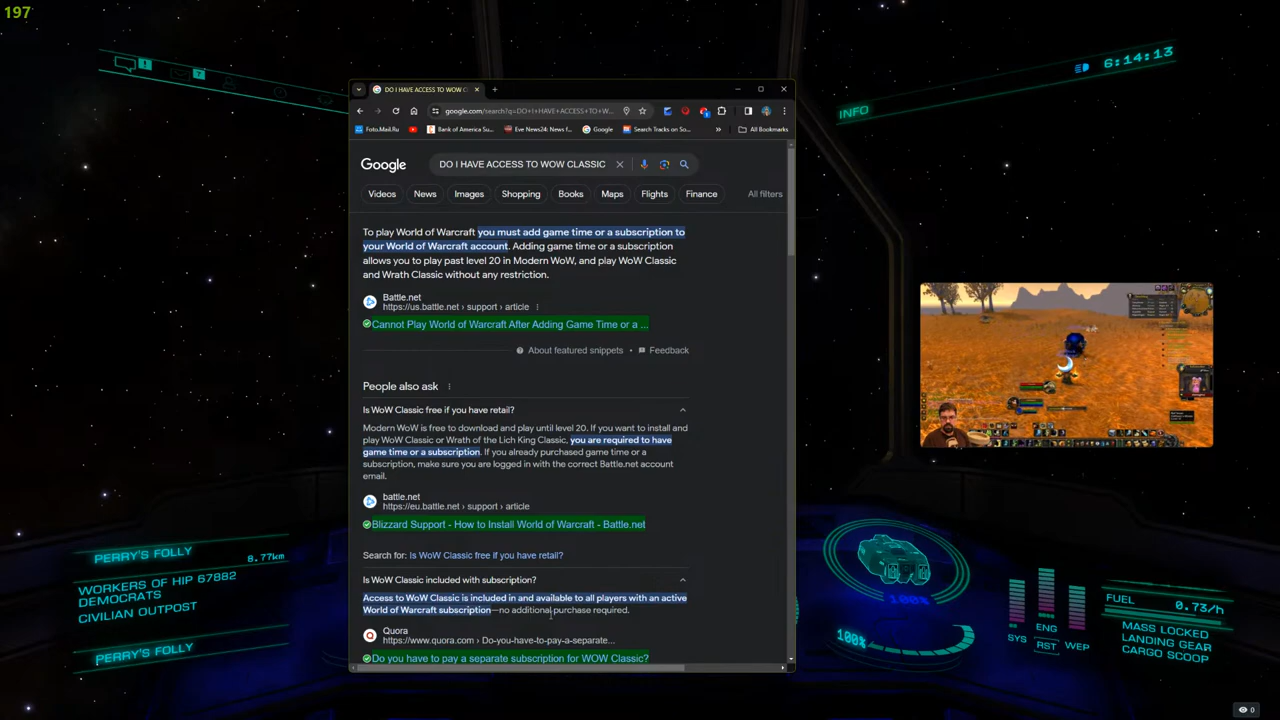 197
7
6:14:13
INFO
DO I HAVE ACCESS TO WOW C
google.com/search?q=DO+I+HAVE+ACCESS+TO+W...
Foto.Mail.Ru
Bank of America Su...
Eve News24: News f...
Google
Search Tracks on So...
All Bookmarks
Google
DO I HAVE ACCESS TO WOW CLASSIC
Videos
News
Images
Shopping
Books
Maps
Flights
Finance
All filters
To play World of Warcraft you must add game time or a subscription to
your World of Warcraft account. Adding game time or a subscription
allows you to play past level 20 in Modern WoW, and play WoW Classic
and Wrath Classic without any restriction.
Battle.net
https://us.battle.net › support › article
Cannot Play World of Warcraft After Adding Game Time or a ...
About featured snippets
Feedback
People also ask
Is WoW Classic free if you have retail?
Modern WoW is free to download and play until level 20. If you want to install and
play WoW Classic or Wrath of the Lich King Classic, you are required to have
game time or a subscription. If you already purchased game time or a
subscription, make sure you are logged in with the correct Battle.net account
email.
battle.net
https://eu.battle.net › support › article
Blizzard Support - How to Install World of Warcraft - Battle.net
Search for: Is WoW Classic free if you have retail?
Is WoW Classic included with subscription?
Access to WoW Classic is included in and available to all players with an active
World of Warcraft subscription—no additional purchase required.
Quora
https://www.quora.com › Do-you-have-to-pay-a-separate...
Do you have to pay a separate subscription for WOW Classic?
PERRY'S FOLLY
8.77km
WORKERS OF HIP 67882
DEMOCRATS
CIVILIAN OUTPOST
PERRY'S FOLLY
100%
100%
SYS
ENG
RST
WEP
FUEL
0.73/h
MASS LOCKED
LANDING GEAR
CARGO SCOOP
0